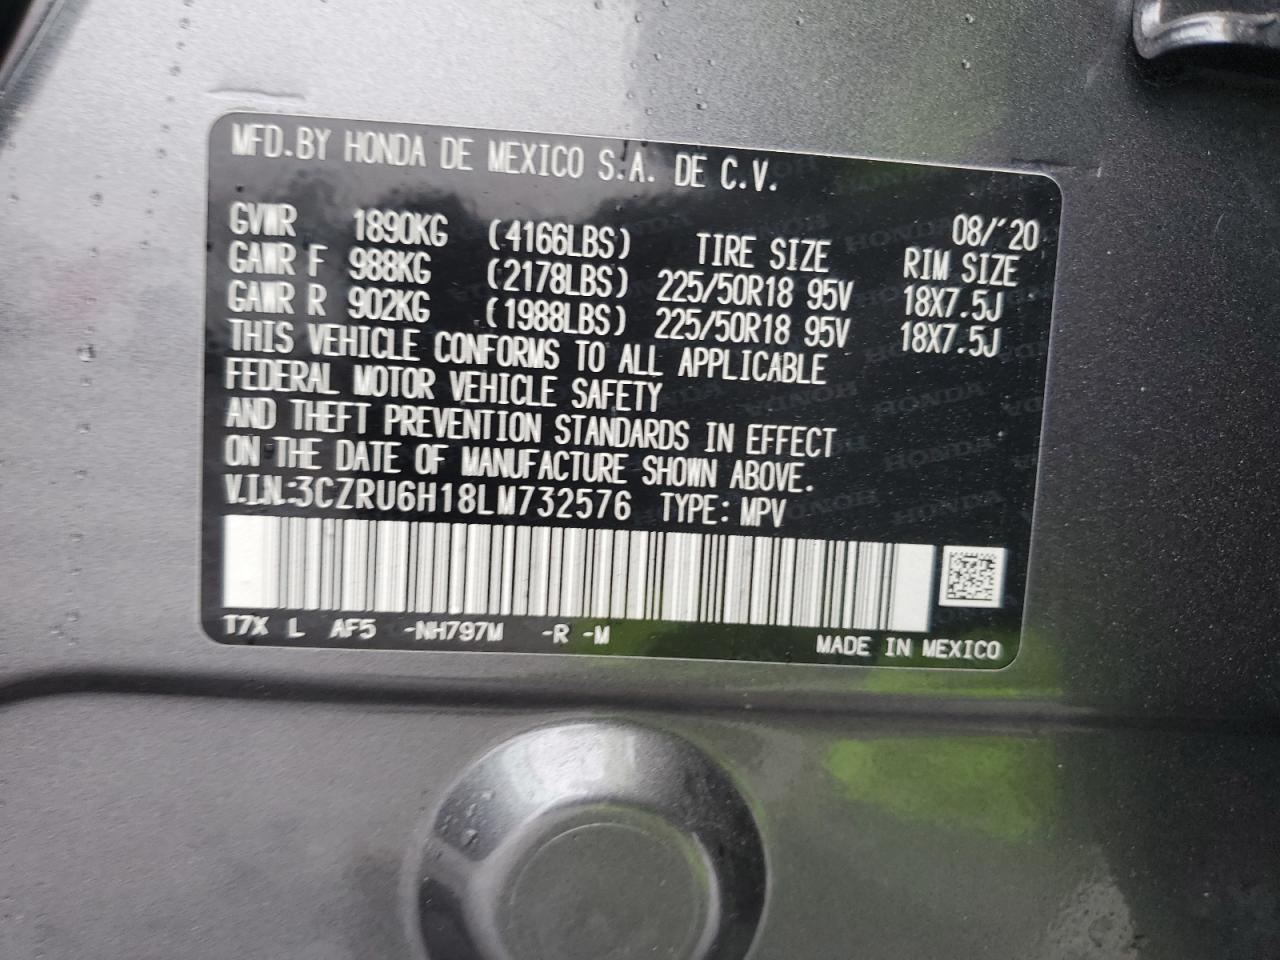 MFD.BY HONDA DE MEXICO S.A. DE C.V.
08/'20
GVWR 1890KG (4166LBS) TIRE SIZE RIM SIZE
GAWR F 988KG (2178LBS) 225/50R18 95V 18X7.5J
GAWR R 902KG (1988LBS) 225/50R18 95V 18X7.5J
THIS VEHICLE CONFORMS TO ALL APPLICABLE
FEDERAL MOTOR VEHICLE SAFETY
AND THEFT PREVENTION STANDARDS IN EFFECT
ON THE DATE OF MANUFACTURE SHOWN ABOVE.
V.I.N.:3CZRU6H18LM732576 TYPE: MPV
T7X L AF5 -NH797M -R -M
MADE IN MEXICO